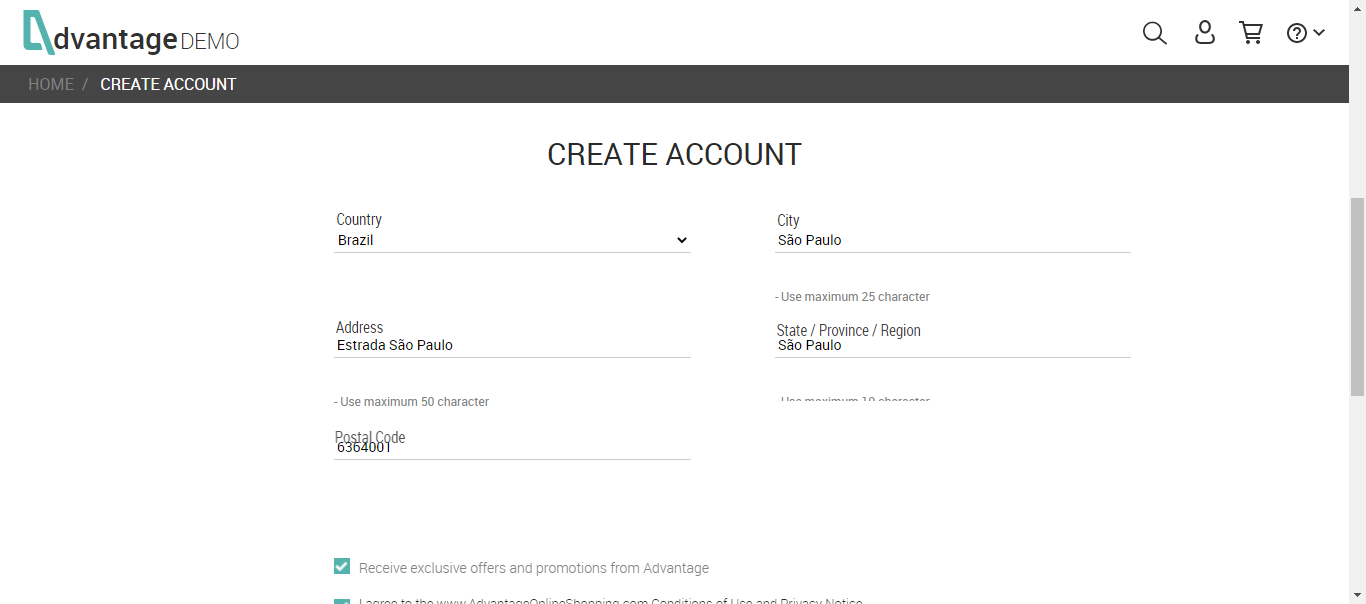 dvantage DEMO
HOME / CREATE ACCOUNT
CREATE ACCOUNT
Country
Brazil
City
São Paulo
- Use maximum 25 character
Address
Estrada São Paulo
State / Province / Region
São Paulo
- Use maximum 50 character
- Use maximum 10 character
Postal Code
6364001
Receive exclusive offers and promotions from Advantage
I agree to the www.AdvantageOnlineShopping.com Conditions of Use and Privacy Notice